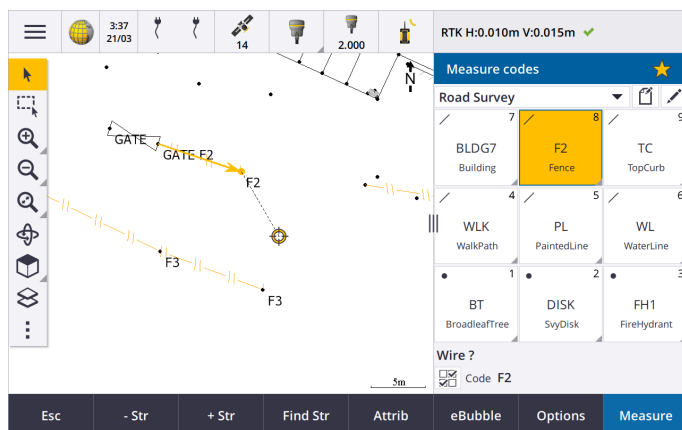 3:37
21/03
14
2.000
RTK H:0.010m V:0.015m
N
GATE
GATE F2
F2
F3
F3
5m
Measure codes
Road Survey
7
BLDG7
Building
8
F2
Fence
9
TC
TopCurb
4
WLK
WalkPath
5
PL
PaintedLine
6
WL
WaterLine
1
BT
BroadleafTree
2
DISK
SvyDisk
3
FH1
FireHydrant
Wire ?
Code F2
Esc
- Str
+ Str
Find Str
Attrib
eBubble
Options
Measure